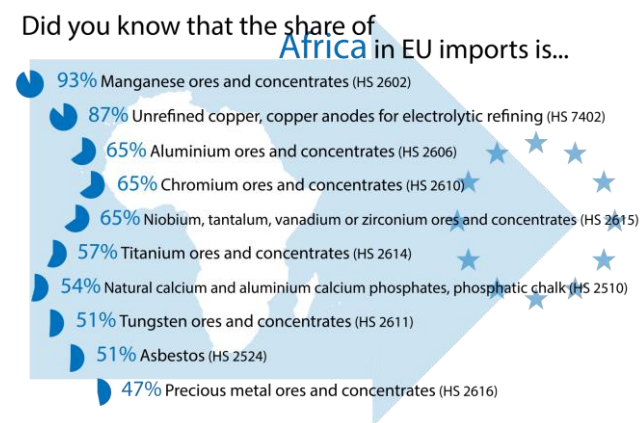 Did you know that the share of
Africa in EU imports is...
93% Manganese ores and concentrates (HS 2602)
87% Unrefined copper, copper anodes for electrolytic refining (HS 7402)
65% Aluminium ores and concentrates (HS 2606)
65% Chromium ores and concentrates (HS 2610)
65% Niobium, tantalum, vanadium or zirconium ores and concentrates (HS 2615)
57% Titanium ores and concentrates (HS 2614)
54% Natural calcium and aluminium calcium phosphates, phosphatic chalk (HS 2510)
51% Tungsten ores and concentrates (HS 2611)
51% Asbestos (HS 2524)
47% Precious metal ores and concentrates (HS 2616)